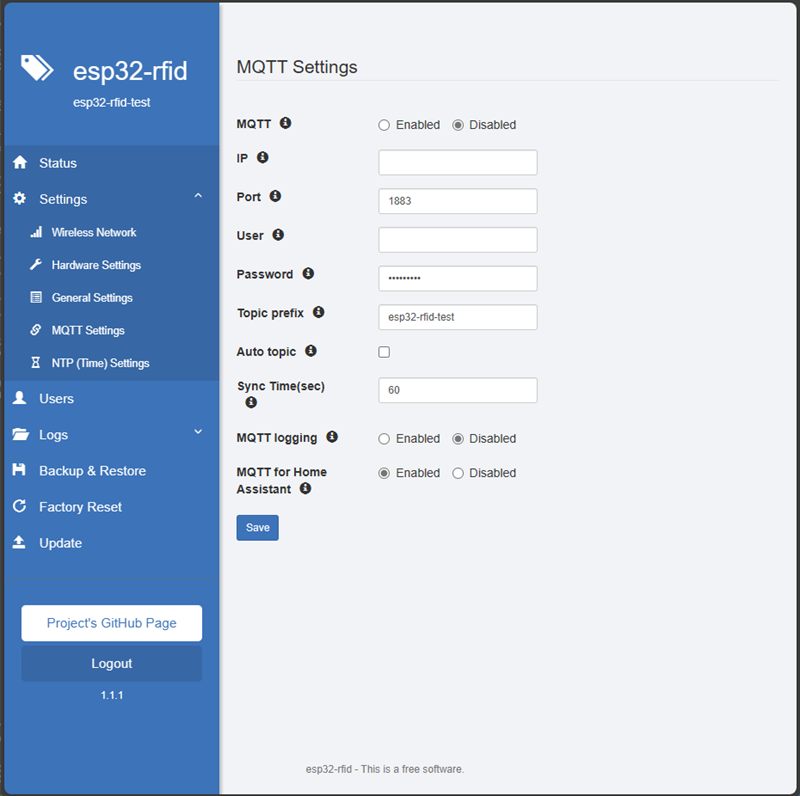 esp32-rfid
esp32-rfid-test
Status
Settings
Wireless Network
Hardware Settings
General Settings
MQTT Settings
NTP (Time) Settings
Users
Logs
Backup & Restore
Factory Reset
Update
Project's GitHub Page
Logout
1.1.1
MQTT Settings
MQTT Enabled Disabled
IP
Port 1883
User
Password •••••••••
Topic prefix esp32-rfid-test
Auto topic
Sync Time(sec) 60
MQTT logging Enabled Disabled
MQTT for Home Enabled Disabled
Assistant
Save
esp32-rfid - This is a free software.